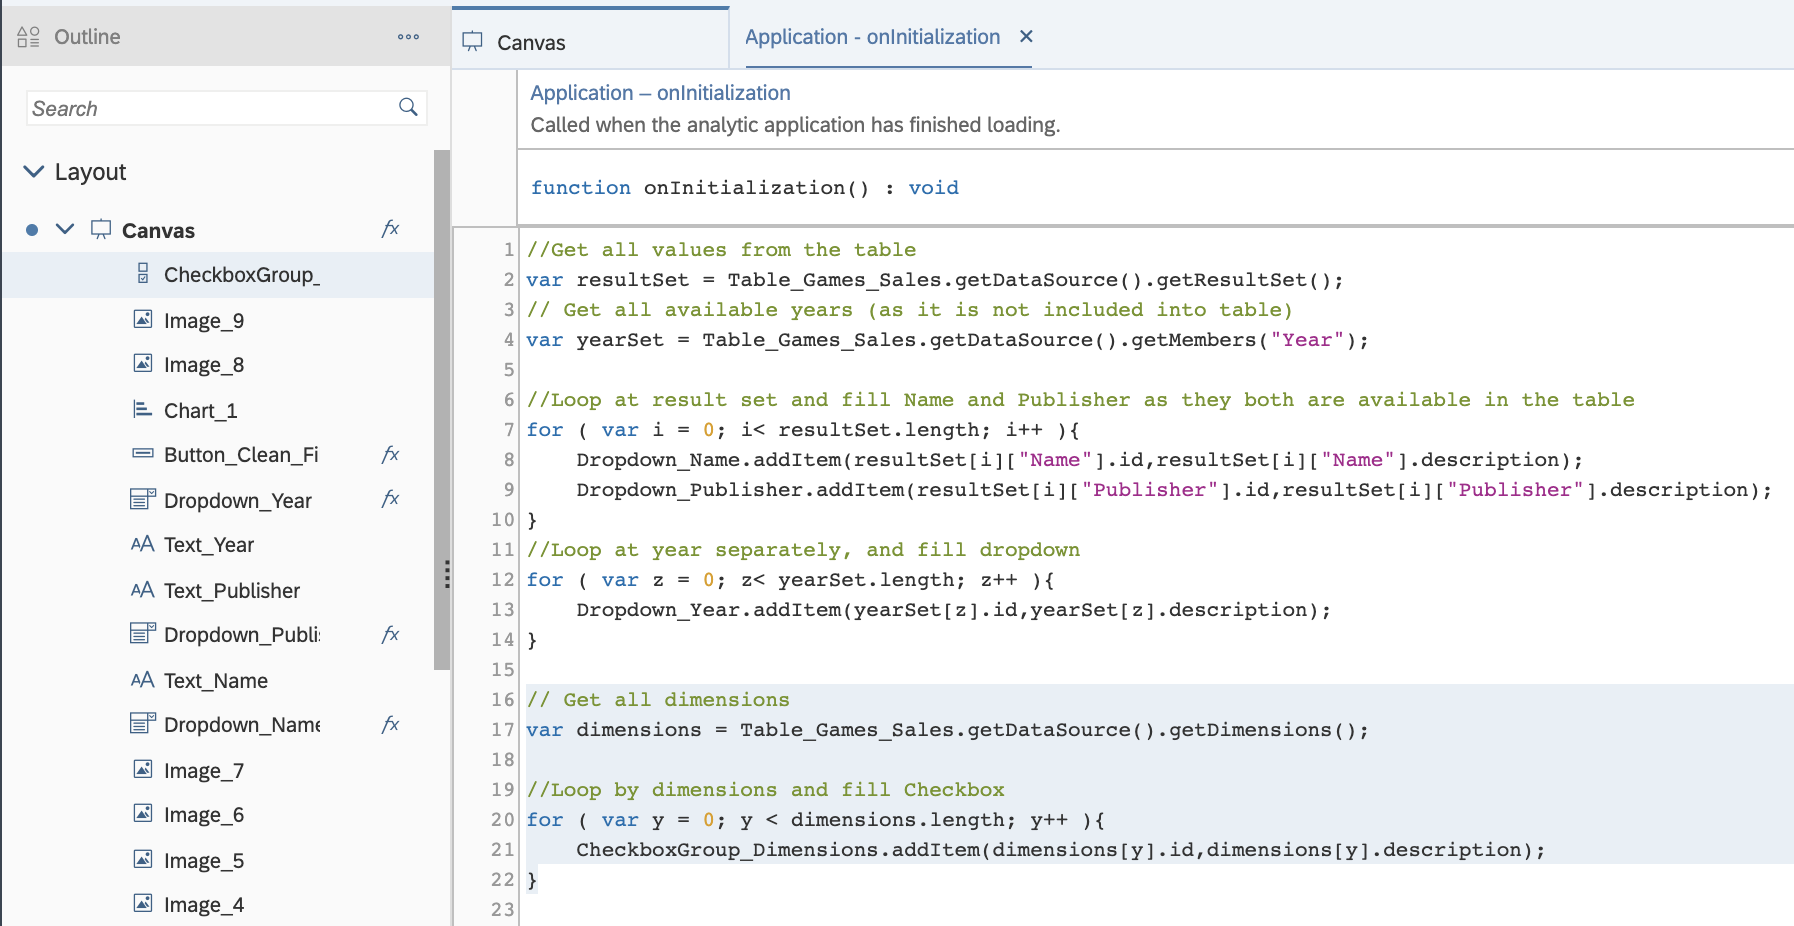 Outline
Search
Layout
Canvas fx
CheckboxGroup_
Image_9
Image_8
Chart_1
Button_Clean_Fi fx
Dropdown_Year fx
Text_Year
Text_Publisher
Dropdown_Publi fx
Text_Name
Dropdown_Name fx
Image_7
Image_6
Image_5
Image_4
Canvas
Application - onInitialization
Application – onInitialization
Called when the analytic application has finished loading.
function onInitialization() : void
1 //Get all values from the table
2 var resultSet = Table_Games_Sales.getDataSource().getResultSet();
3 // Get all available years (as it is not included into table)
4 var yearSet = Table_Games_Sales.getDataSource().getMembers("Year");
5
6 //Loop at result set and fill Name and Publisher as they both are available in the table
7 for ( var i = 0; i< resultSet.length; i++ ){
8 Dropdown_Name.addItem(resultSet[i]["Name"].id,resultSet[i]["Name"].description);
9 Dropdown_Publisher.addItem(resultSet[i]["Publisher"].id,resultSet[i]["Publisher"].description);
10 }
11 //Loop at year separately, and fill dropdown
12 for ( var z = 0; z< yearSet.length; z++ ){
13 Dropdown_Year.addItem(yearSet[z].id,yearSet[z].description);
14 }
15
16 // Get all dimensions
17 var dimensions = Table_Games_Sales.getDataSource().getDimensions();
18
19 //Loop by dimensions and fill Checkbox
20 for ( var y = 0; y < dimensions.length; y++ ){
21 CheckboxGroup_Dimensions.addItem(dimensions[y].id,dimensions[y].description);
22 }
23